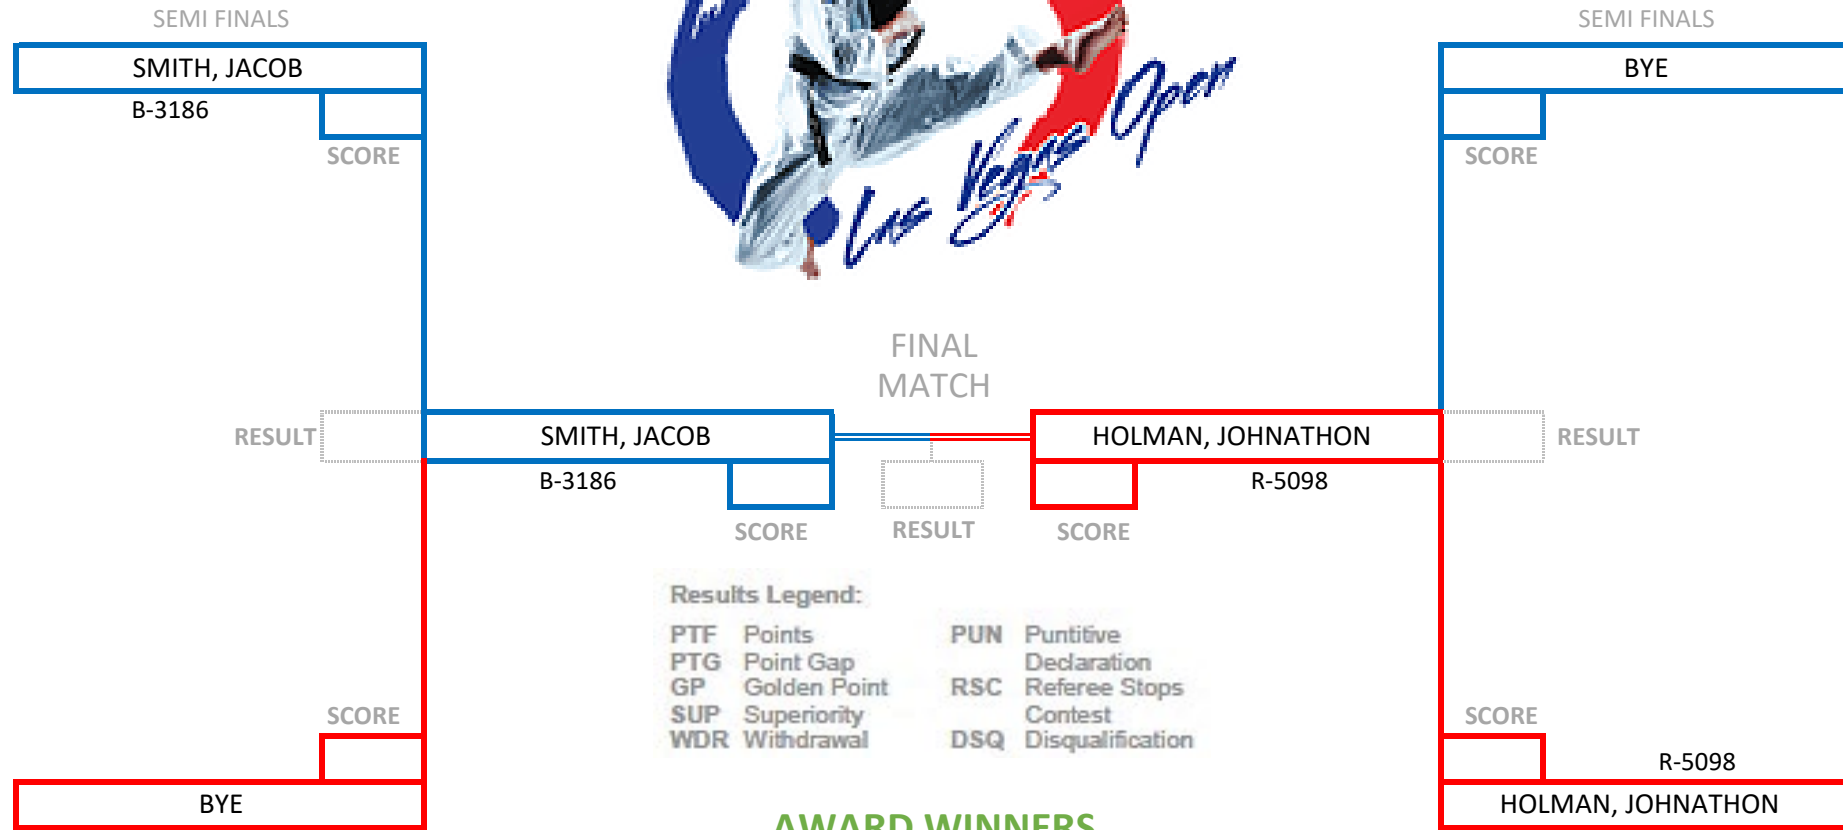 SEMI FINALS
SEMI FINALS
SMITH, JACOB
BYE
B-3186
SCORE
SCORE
Las Vegas Open
FINAL
MATCH
RESULT
SMITH, JACOB
HOLMAN, JOHNATHON
RESULT
B-3186
R-5098
SCORE
RESULT
SCORE
Results Legend:
PTF Points
PTG Point Gap
GP Golden Point
SUP Superiority
WDR Withdrawal
PUN Puntitive
Declaration
RSC Referee Stops
Contest
DSQ Disqualification
SCORE
SCORE
R-5098
BYE
HOLMAN, JOHNATHON
AWARD WINNERS